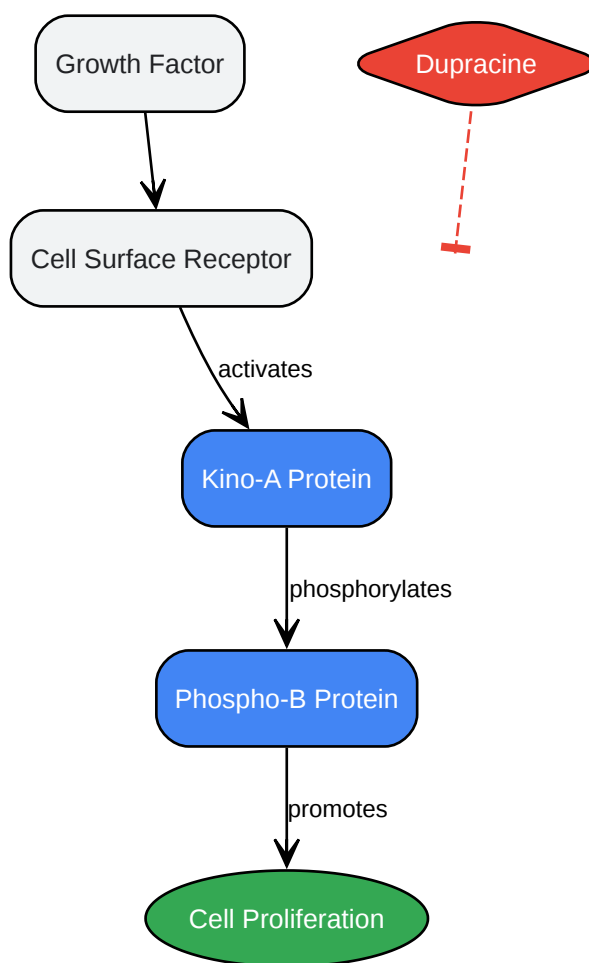 Growth Factor
Dupracine
Cell Surface Receptor
activates
Kino-A Protein
phosphorylates
Phospho-B Protein
promotes
Cell Proliferation